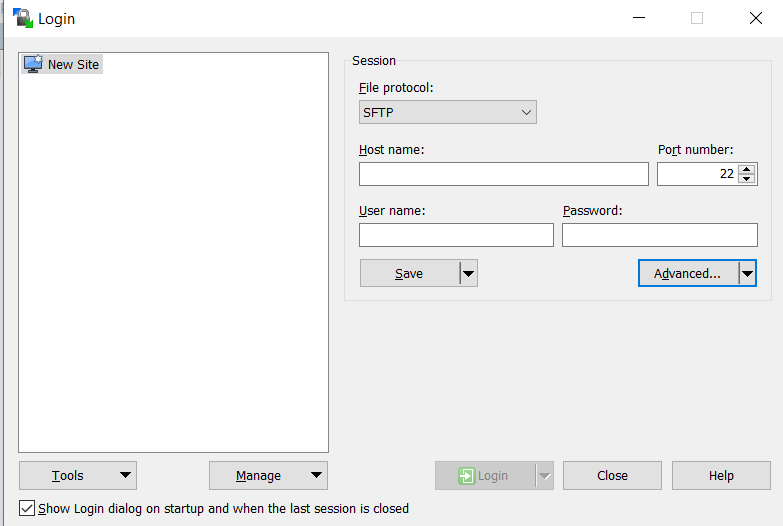 Login
New Site
Session
File protocol:
SFTP
Host name:
Port number:
22
User name:
Password:
Save
Advanced...
Tools
Manage
Login
Close
Help
Show Login dialog on startup and when the last session is closed